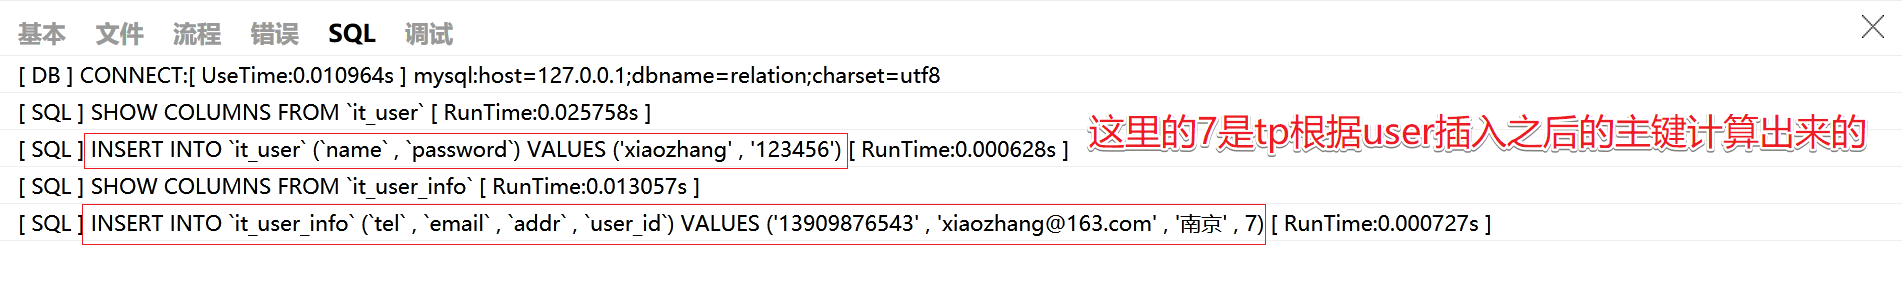 基本 文件 流程 错误 SQL 调试
[ DB ] CONNECT:[ UseTime:0.010964s ] mysql:host=127.0.0.1;dbname=relation;charset=utf8
[ SQL ] SHOW COLUMNS FROM `it_user` [ RunTime:0.025758s ]
这里的7是tp根据user插入之后的主键计算出来的
[ SQL ] INSERT INTO `it_user` (`name` , `password`) VALUES ('xiaozhang' , '123456') [ RunTime:0.000628s ]
[ SQL ] SHOW COLUMNS FROM `it_user_info` [ RunTime:0.013057s ]
[ SQL ] INSERT INTO `it_user_info` (`tel` , `email` , `addr` , `user_id`) VALUES ('13909876543' , 'xiaozhang@163.com' , '南京' , 7) [ RunTime:0.000727s ]